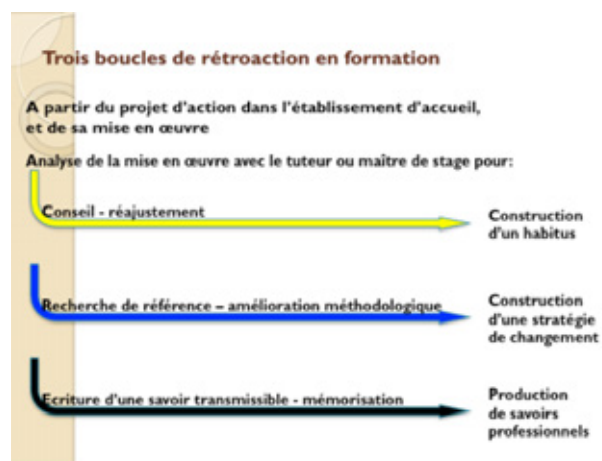 Trois boucles de rétroaction en formation
A partir du projet d'action dans l'établissement d'accueil,
et de sa mise en œuvre
Analyse de la mise en œuvre avec le tuteur ou maître de stage pour:
Conseil - réajustement
Construction
d'un habitus
Recherche de référence – amélioration méthodologique
Construction
d'une stratégie
de changement
Ecriture d'une savoir transmissible - mémorisation
Production
de savoirs
professionnels